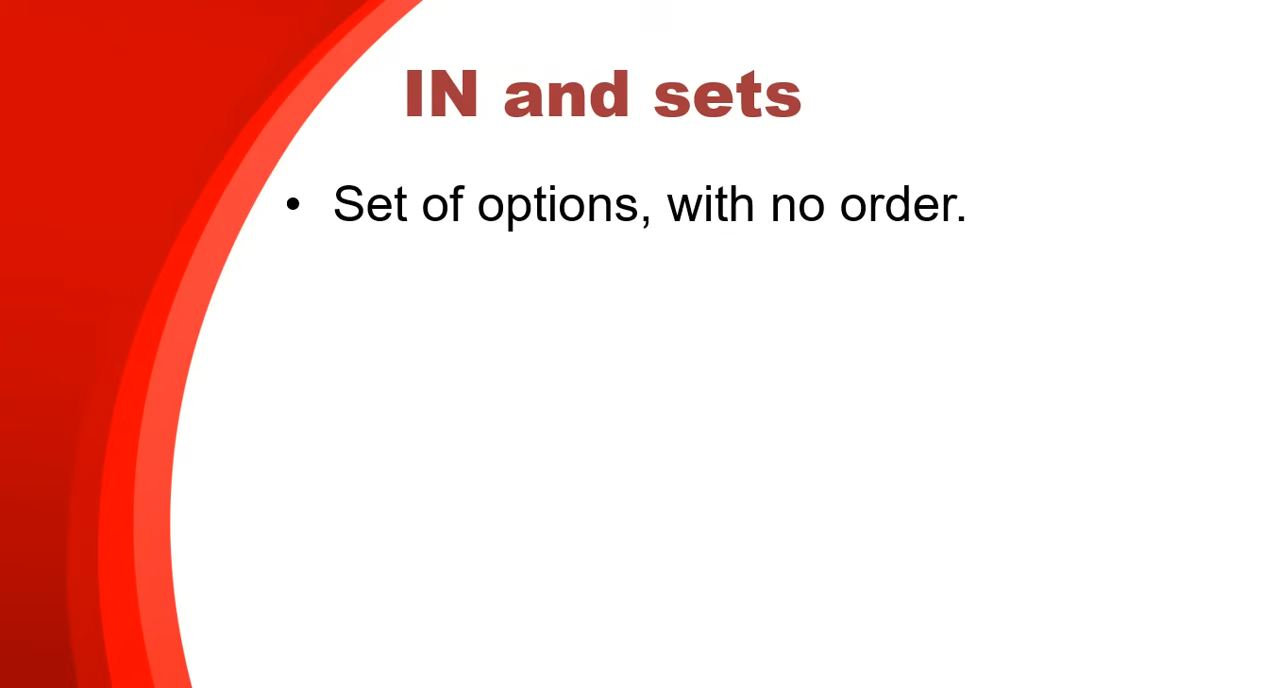 IN and sets
• Set of options, with no order.